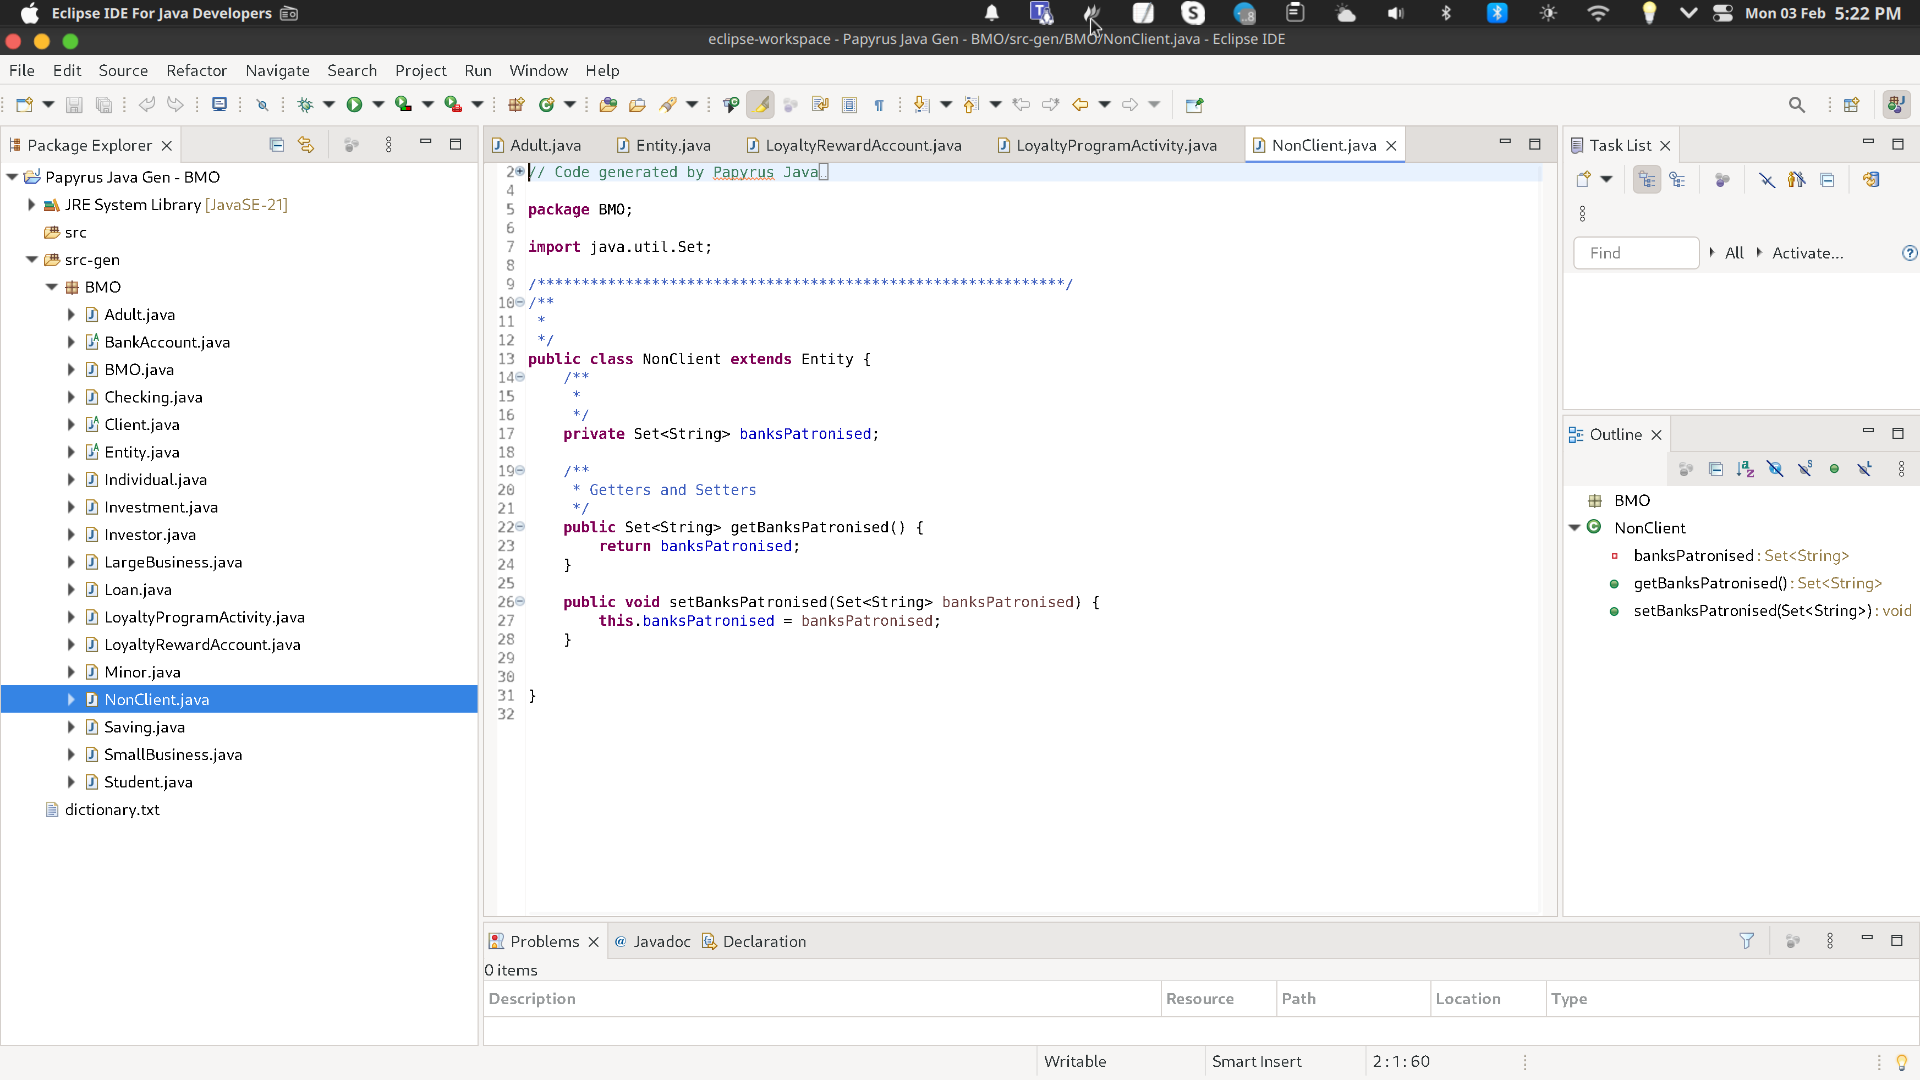 Eclipse IDE For Java Developers
Mon 03 Feb 5:22 PM
eclipse-workspace - Papyrus Java Gen - BMO/src-gen/BMO/NonClient.java - Eclipse IDE
File Edit Source Refactor Navigate Search Project Run Window Help
Package Explorer
Papyrus Java Gen - BMO
JRE System Library [JavaSE-21]
src
src-gen
BMO
Adult.java
BankAccount.java
BMO.java
Checking.java
Client.java
Entity.java
Individual.java
Investment.java
Investor.java
LargeBusiness.java
Loan.java
LoyaltyProgramActivity.java
LoyaltyRewardAccount.java
Minor.java
NonClient.java
Saving.java
SmallBusiness.java
Student.java
dictionary.txt
Adult.java Entity.java LoyaltyRewardAccount.java LoyaltyProgramActivity.java NonClient.java
2 // Code generated by Papyrus Java
4
5 package BMO;
6
7 import java.util.Set;
8
9 /************************************************************/
10 /**
11 *
12 */
13 public class NonClient extends Entity {
14 /**
15 *
16 */
17 private Set<String> banksPatronised;
18
19 /**
20 * Getters and Setters
21 */
22 public Set<String> getBanksPatronised() {
23 return banksPatronised;
24 }
25
26 public void setBanksPatronised(Set<String> banksPatronised) {
27 this.banksPatronised = banksPatronised;
28 }
29
30
31 }
32
Task List
Find All Activate...
Outline
BMO
NonClient
banksPatronised : Set<String>
getBanksPatronised() : Set<String>
setBanksPatronised(Set<String>) : void
Problems @ Javadoc Declaration
0 items
Description Resource Path Location Type
Writable Smart Insert 2 : 1 : 60